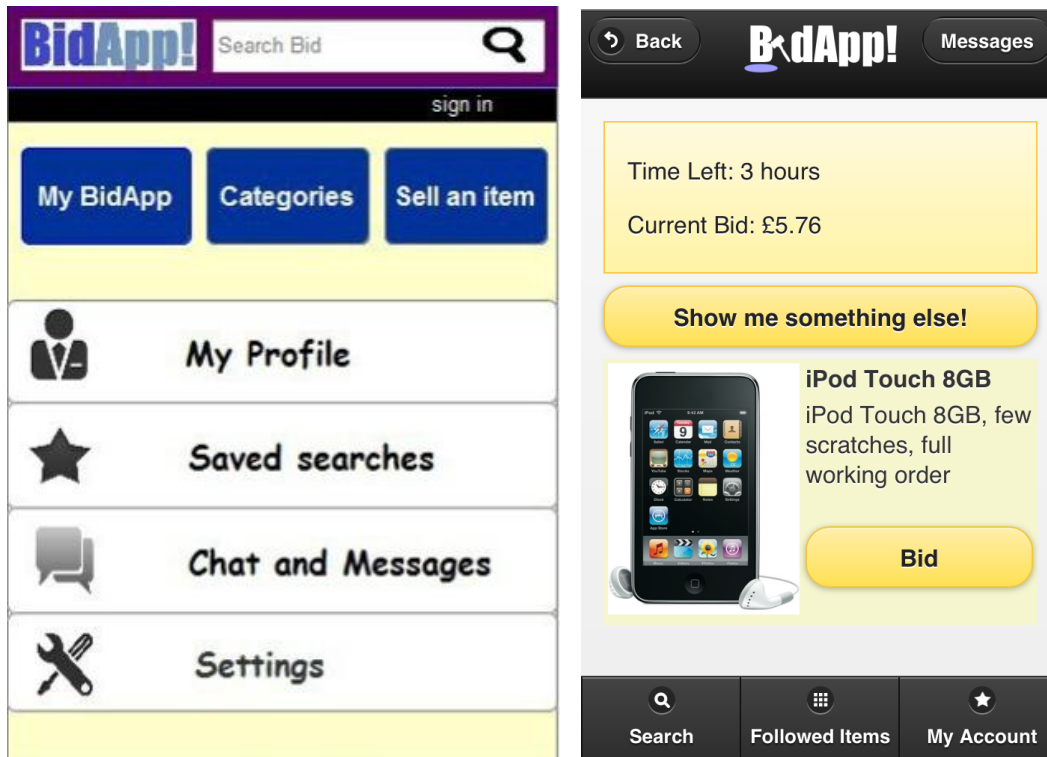 BidApp!
Search Bid
sign in
My BidApp
Categories
Sell an item
My Profile
Saved searches
Chat and Messages
Settings
Back
BidApp!
Messages
Time Left: 3 hours
Current Bid: £5.76
Show me something else!
iPod Touch 8GB
iPod Touch 8GB, few
scratches, full
working order
9
Bid
Search
Followed Items
My Account